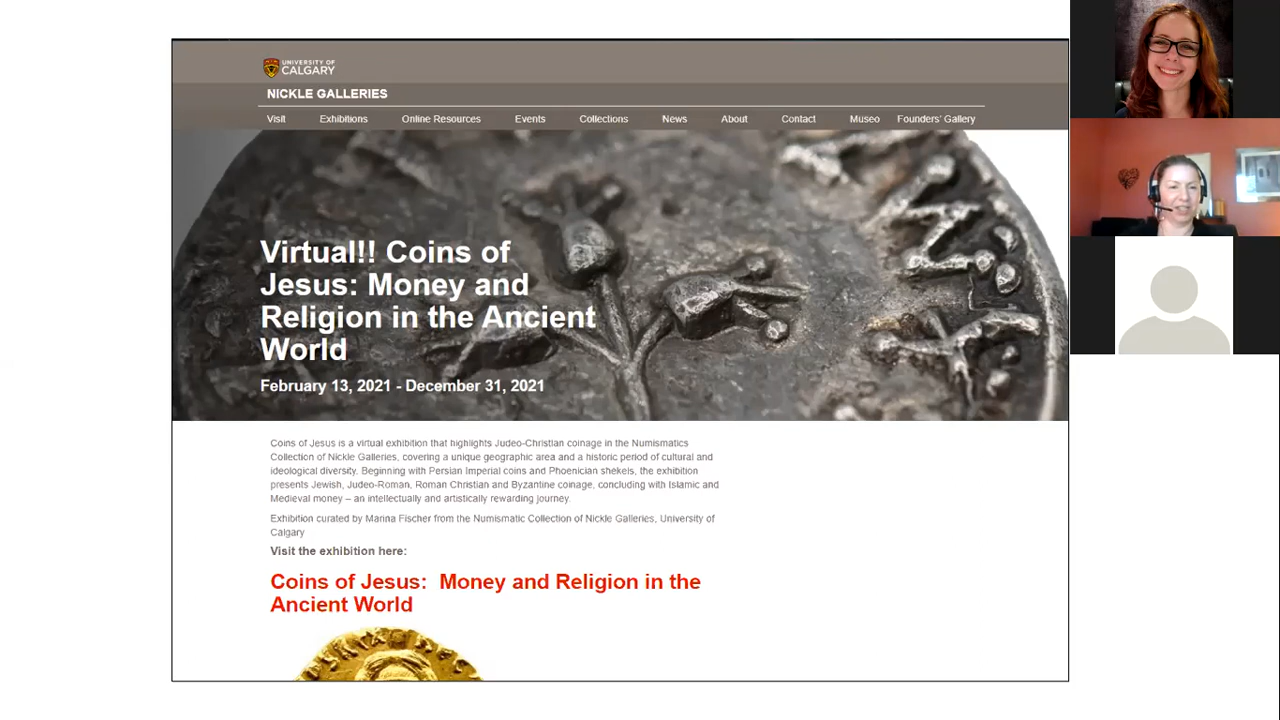 UNIVERSITY OF
CALGARY
NICKLE GALLERIES
Visit Exhibitions Online Resources Events Collections News About Contact Museo Founders' Gallery
Virtual!! Coins of
Jesus: Money and
Religion in the Ancient
World
February 13, 2021 - December 31, 2021
Coins of Jesus is a virtual exhibition that highlights Judeo-Christian coinage in the Numismatics
Collection of Nickle Galleries, covering a unique geographic area and a historic period of cultural and
ideological diversity. Beginning with Persian Imperial coins and Phoenician shekels, the exhibition
presents Jewish, Judeo-Roman, Roman Christian and Byzantine coinage, concluding with Islamic and
Medieval money – an intellectually and artistically rewarding journey.
Exhibition curated by Marina Fischer from the Numismatic Collection of Nickle Galleries, University of
Calgary
Visit the exhibition here:
Coins of Jesus: Money and Religion in the
Ancient World